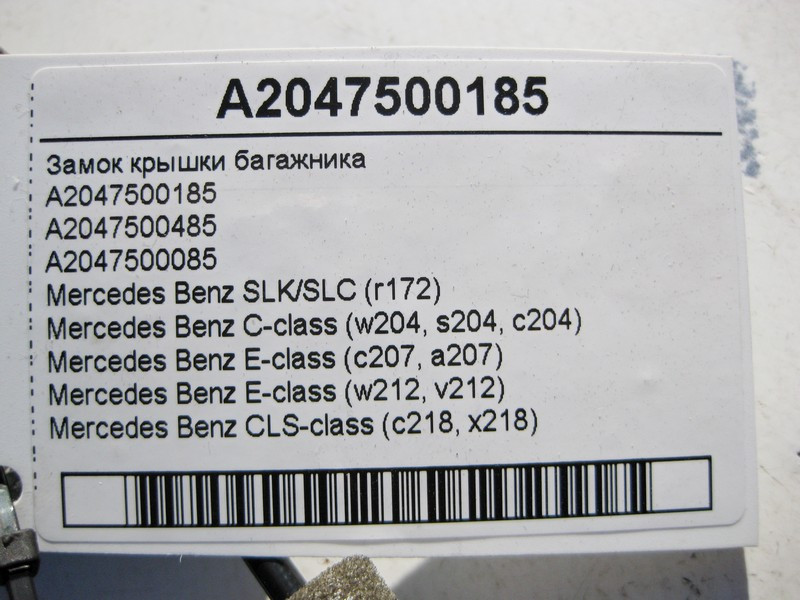 A2047500185
Замок крышки багажника
A2047500185
A2047500485
A2047500085
Mercedes Benz SLK/SLC (r172)
Mercedes Benz C-class (w204, s204, c204)
Mercedes Benz E-class (c207, a207)
Mercedes Benz E-class (w212, v212)
Mercedes Benz CLS-class (c218, x218)